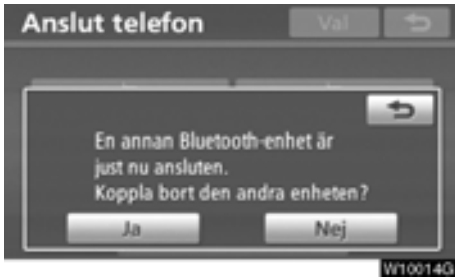 Anslut telefon Val
En annan Bluetooth-enhet är
just nu ansluten.
Koppla bort den andra enheten?
Ja Nej
W10014G